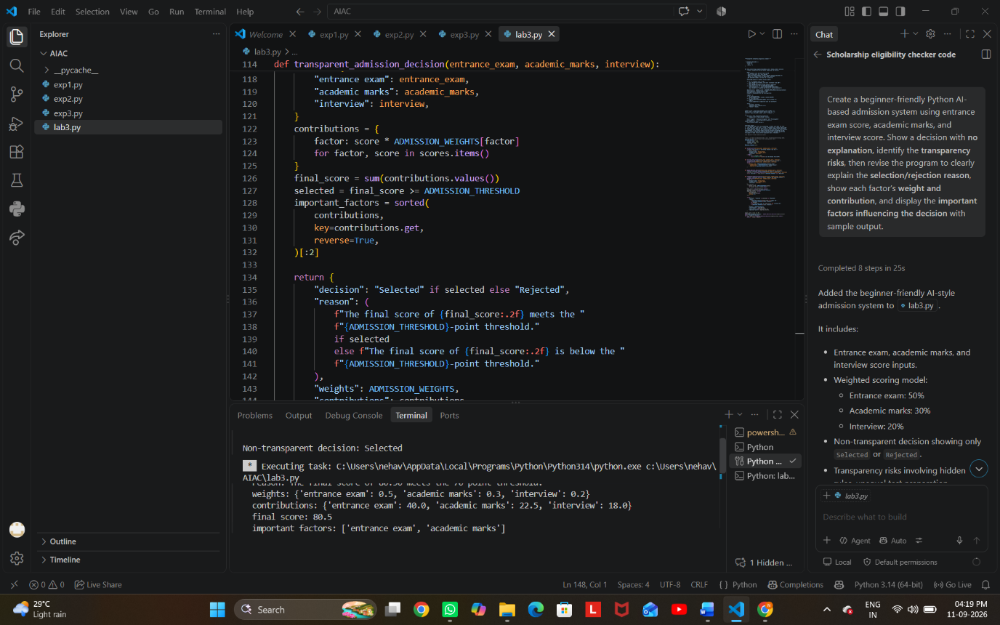 File Edit Selection View Go Run Terminal Help
AIAC
Explorer
AIAC
__pycache__
exp1.py
exp2.py
exp3.py
lab3.py
Outline
Timeline
Welcome
exp1.py
exp2.py
exp3.py
lab3.py
lab3.py > ...
114 def transparent_admission_decision(entrance_exam, academic_marks, interview):
118 "entrance exam": entrance_exam,
119 "academic marks": academic_marks,
120 "interview": interview,
121 }
122 contributions = {
123 factor: score * ADMISSION_WEIGHTS[factor]
124 for factor, score in scores.items()
125 }
126 final_score = sum(contributions.values())
127 selected = final_score >= ADMISSION_THRESHOLD
128 important_factors = sorted(
129 contributions,
130 key=contributions.get,
131 reverse=True,
132 )[:2]
133
134 return {
135 "decision": "Selected" if selected else "Rejected",
136 "reason": (
137 f"The final score of {final_score:.2f} meets the "
138 f"{ADMISSION_THRESHOLD}-point threshold."
139 if selected
140 else f"The final score of {final_score:.2f} is below the "
141 f"{ADMISSION_THRESHOLD}-point threshold."
142 ),
143 "weights": ADMISSION_WEIGHTS,
144 "contributions": contributions
Problems Output Debug Console Terminal Ports
Non-transparent decision: Selected
Executing task: C:\Users\nehav\AppData\Local\Programs\Python\Python314\python.exe c:\Users\nehav\
AIAC\lab3.py
reason: The final score of 80.50 meets the 70-point threshold.
weights: {'entrance exam': 0.5, 'academic marks': 0.3, 'interview': 0.2}
contributions: {'entrance exam': 40.0, 'academic marks': 22.5, 'interview': 18.0}
final score: 80.5
important factors: ['entrance exam', 'academic marks']
powersh...
Python
Python ...
Python: lab...
1 Hidden ...
Chat
Scholarship eligibility checker code
Create a beginner-friendly Python AI-
based admission system using entrance
exam score, academic marks, and
interview score. Show a decision with no
explanation, identify the transparency
risks, then revise the program to clearly
explain the selection/rejection reason,
show each factor's weight and
contribution, and display the important
factors influencing the decision with
sample output.
Completed 8 steps in 25s
Added the beginner-friendly AI-style
admission system to lab3.py .
It includes:
• Entrance exam, academic marks, and
interview score inputs.
• Weighted scoring model:
○ Entrance exam: 50%
○ Academic marks: 30%
○ Interview: 20%
• Non-transparent decision showing only
Selected or Rejected .
• Transparency risks involving hidden
lab3.py
Describe what to build
Agent Auto
Local Default permissions
0 0 Live Share
Ln 148, Col 1 Spaces: 4 UTF-8 CRLF { } Python Completions Python 3.14 (64-bit) Go Live
29°C
Light rain
Search
ENG
IN
04:19 PM
11-09-2026